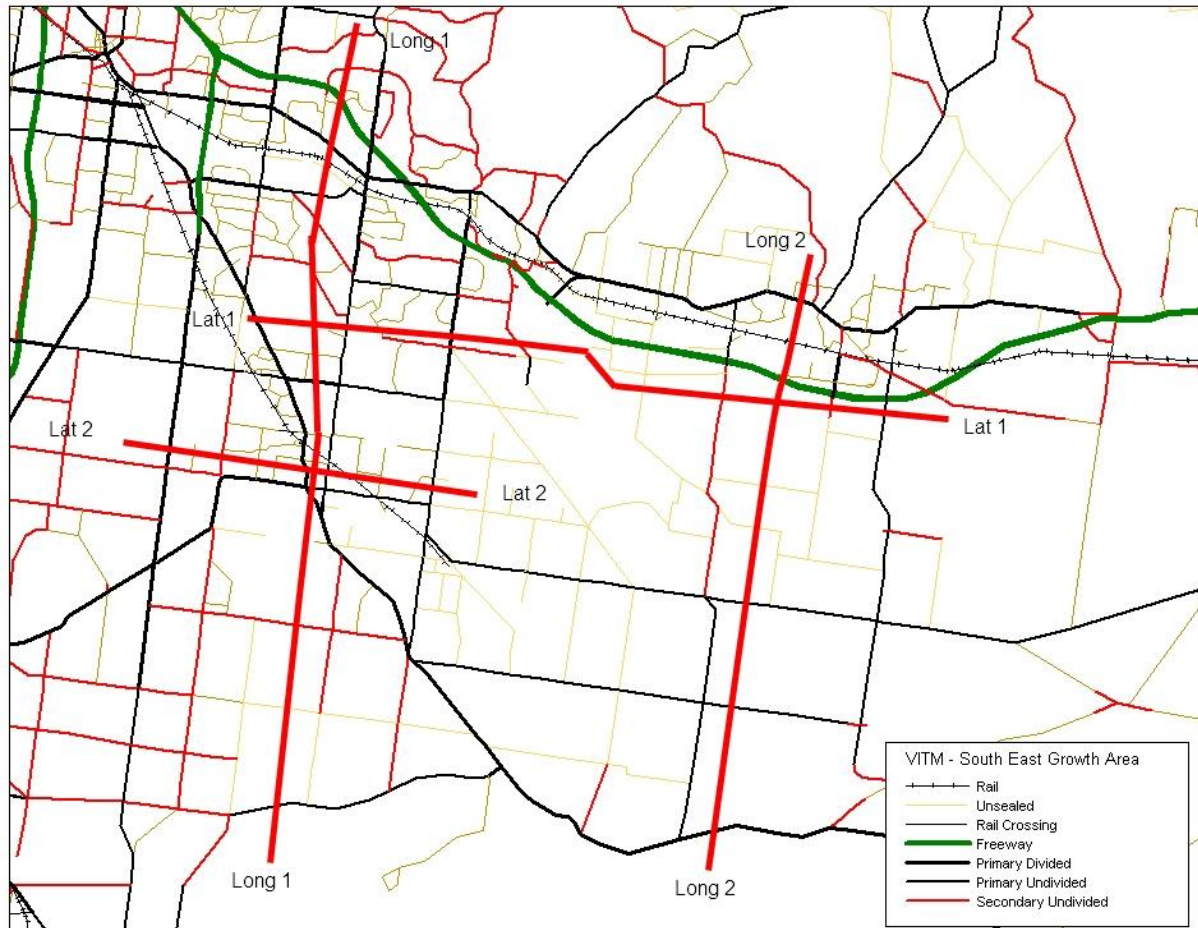 Long 1
Long 2
Lat 1
Lat 1
Lat 2
Lat 2
VITM - South East Growth Area
Rail
Unsealed
Rail Crossing
Freeway
Primary Divided
Primary Undivided
Secondary Undivided
Long 1
Long 2